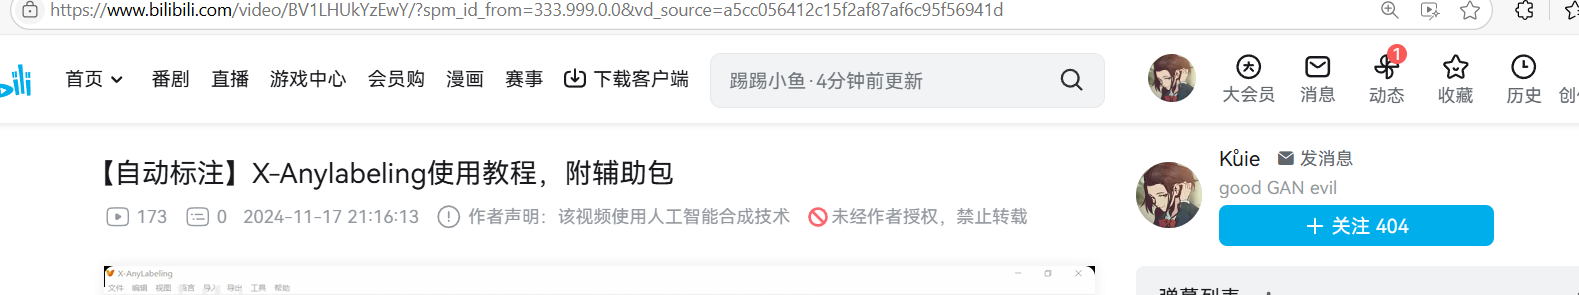 https://www.bilibili.com/video/BV1LHUkYzEwY/?spm_id_from=333.999.0.0&vd_source=a5cc056412c15f2af87af6c95f56941d
bili 首页 番剧 直播 游戏中心 会员购 漫画 赛事 下载客户端 踢踢小鱼·4分钟前更新 大会员 消息 1 动态 收藏 历史
【自动标注】X-Anylabeling使用教程，附辅助包
173 0 2024-11-17 21:16:13 作者声明：该视频使用人工智能合成技术 未经作者授权，禁止转载
Kůie 发消息
good GAN evil
+ 关注 404
X-AnyLabeling
文件 编辑 视图 语言 导入 导出 工具 帮助
弹幕列表